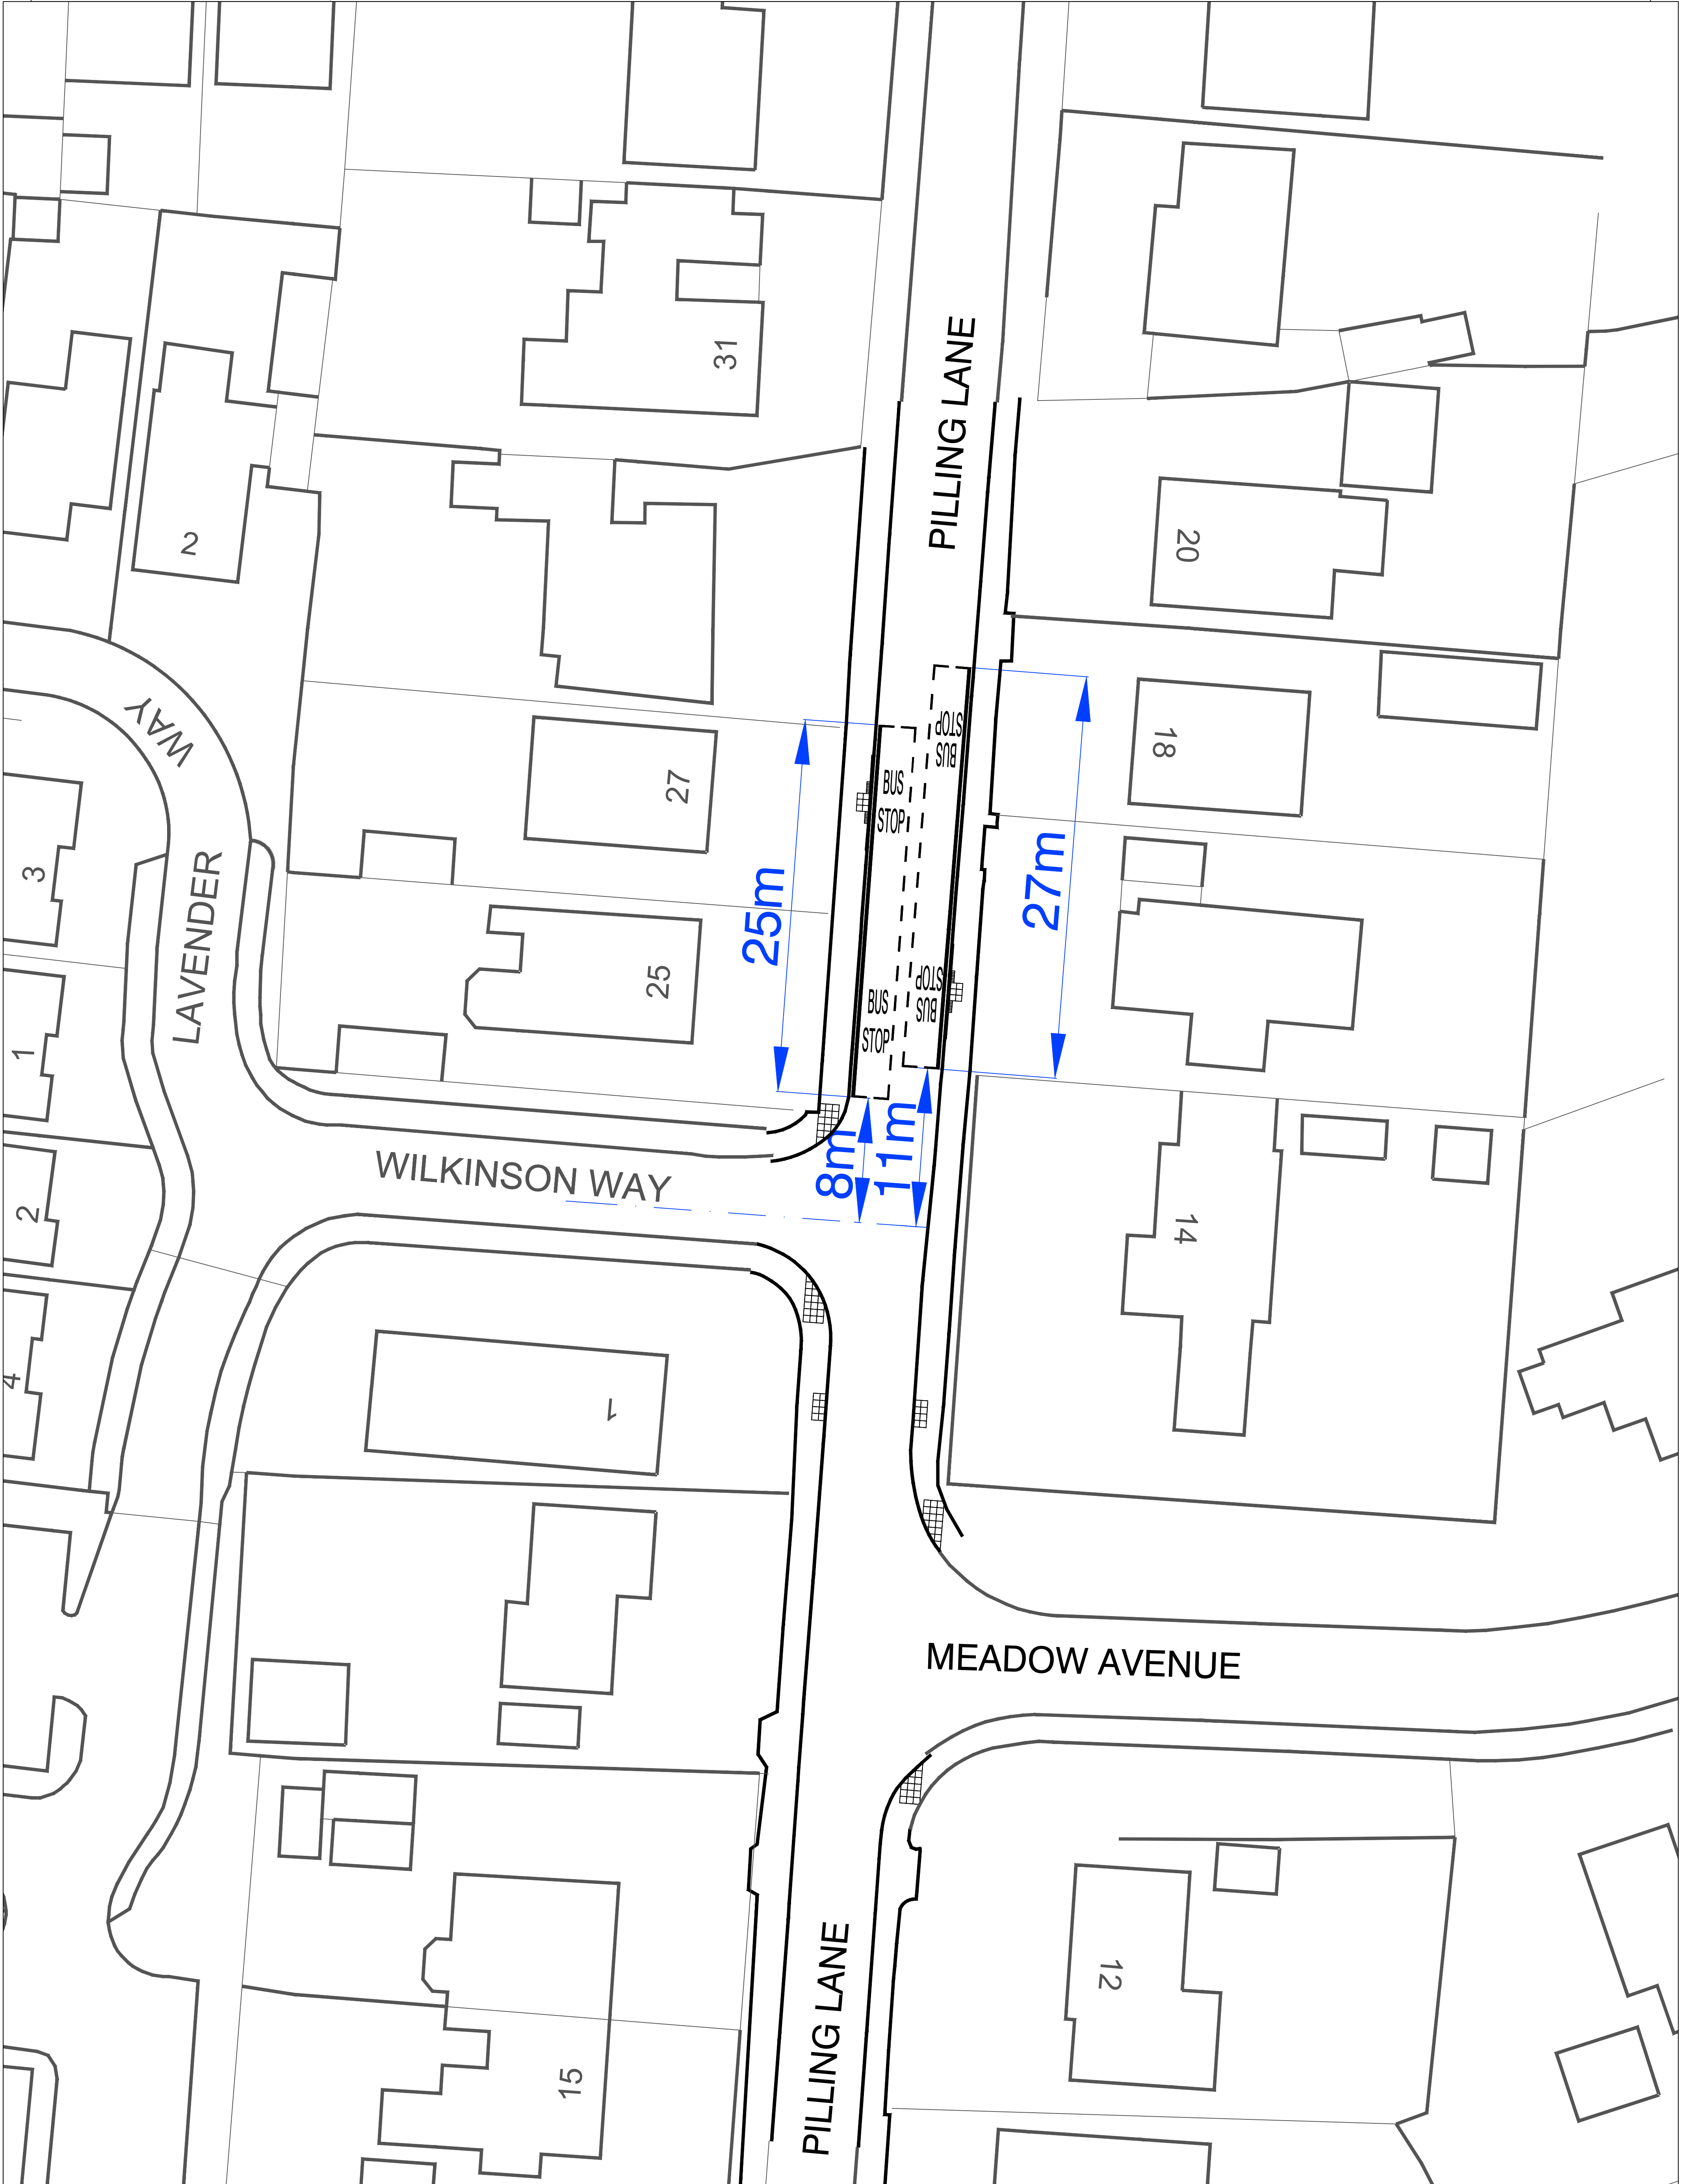 31
PILLING LANE
2
20
WAY
18
BUS
STOP
BUS
STOP
27
3
25m
27m
LAVENDER
25
BUS
STOP
BUS
STOP
1
8m
11m
WILKINSON WAY
2
14
4
1
MEADOW AVENUE
12
PILLING LANE
15